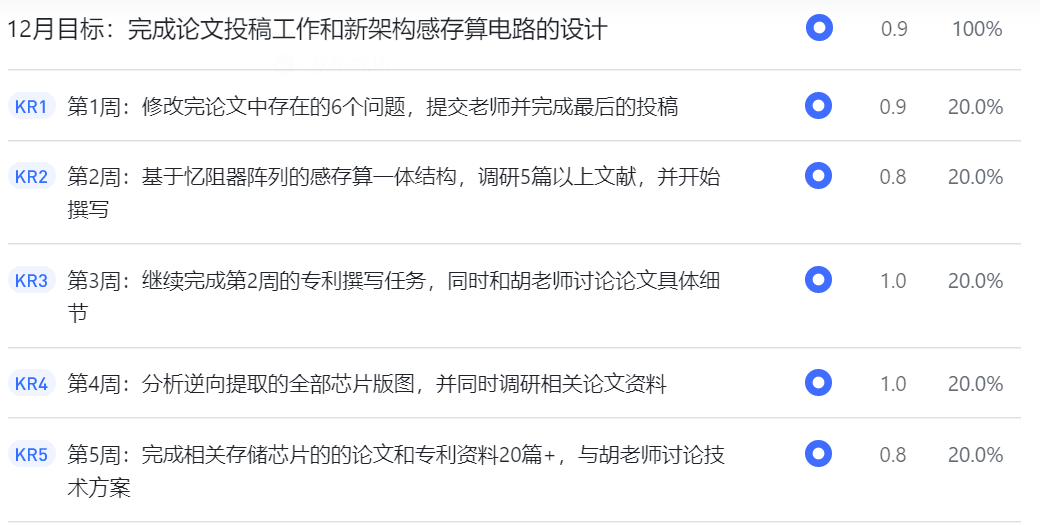 12月目标：完成论文投稿工作和新架构感存算电路的设计 0.9 100%
KR1 第1周：修改完论文中存在的6个问题，提交老师并完成最后的投稿 0.9 20.0%
KR2 第2周：基于忆阻器阵列的感存算一体结构，调研5篇以上文献，并开始 0.8 20.0%
撰写
KR3 第3周：继续完成第2周的专利撰写任务，同时和胡老师讨论论文具体细 1.0 20.0%
节
KR4 第4周：分析逆向提取的全部芯片版图，并同时调研相关论文资料 1.0 20.0%
KR5 第5周：完成相关存储芯片的的论文和专利资料20篇+，与胡老师讨论技 0.8 20.0%
术方案